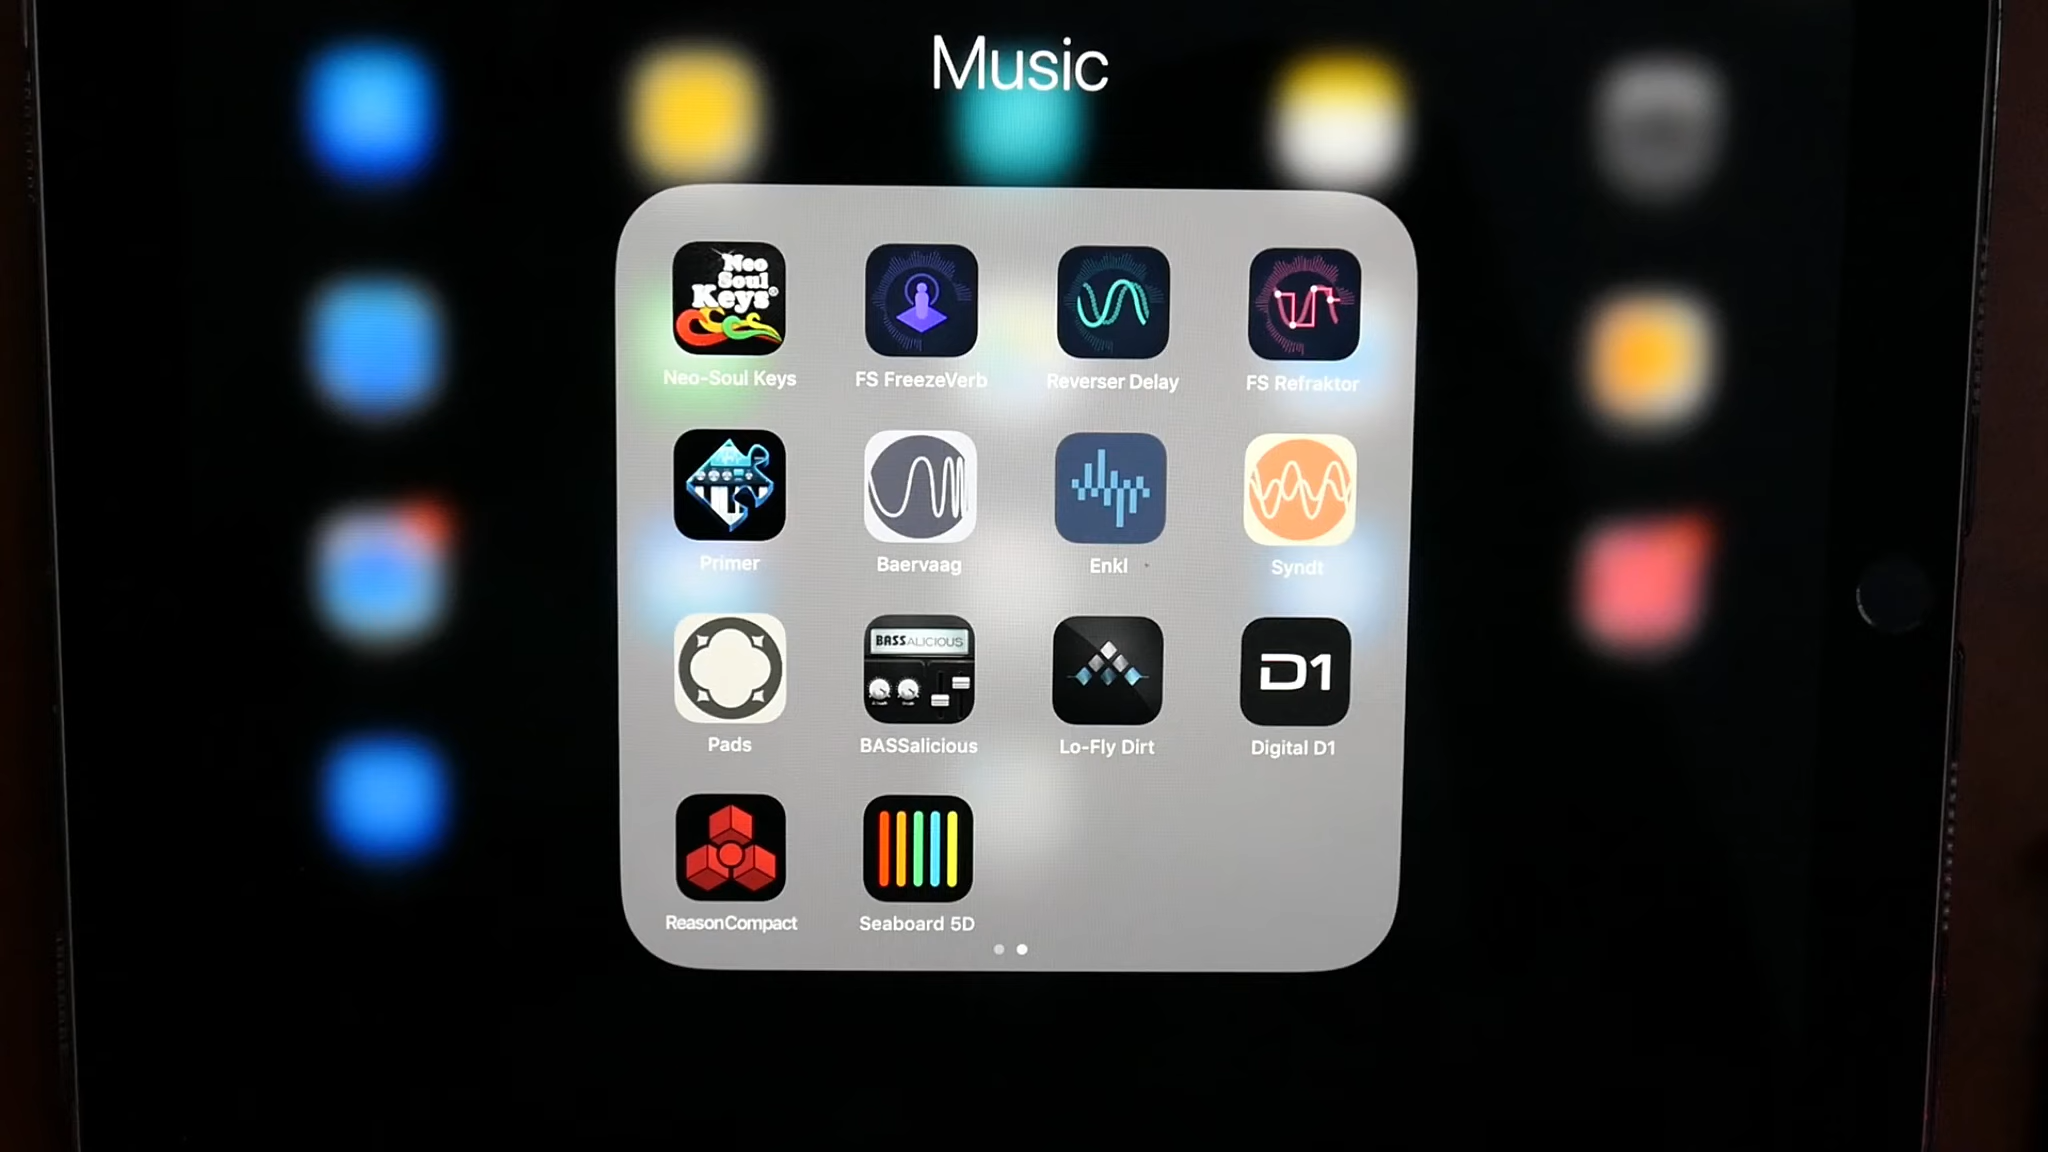 Music
Neo
Soul
Keys®
Neo-Soul Keys
FS FreezeVerb
Reverser Delay
FS Refraktor
Primer
Baervaag
Enkl
Syndt
BASSALICIOUS
D1
Pads
BASSalicious
Lo-Fly Dirt
Digital D1
ReasonCompact
Seaboard 5D